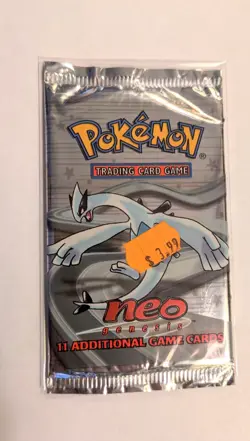 POKéMON
®
TRADING CARD GAME
$3.99
neo
genesis
11 ADDITIONAL GAME CARDS